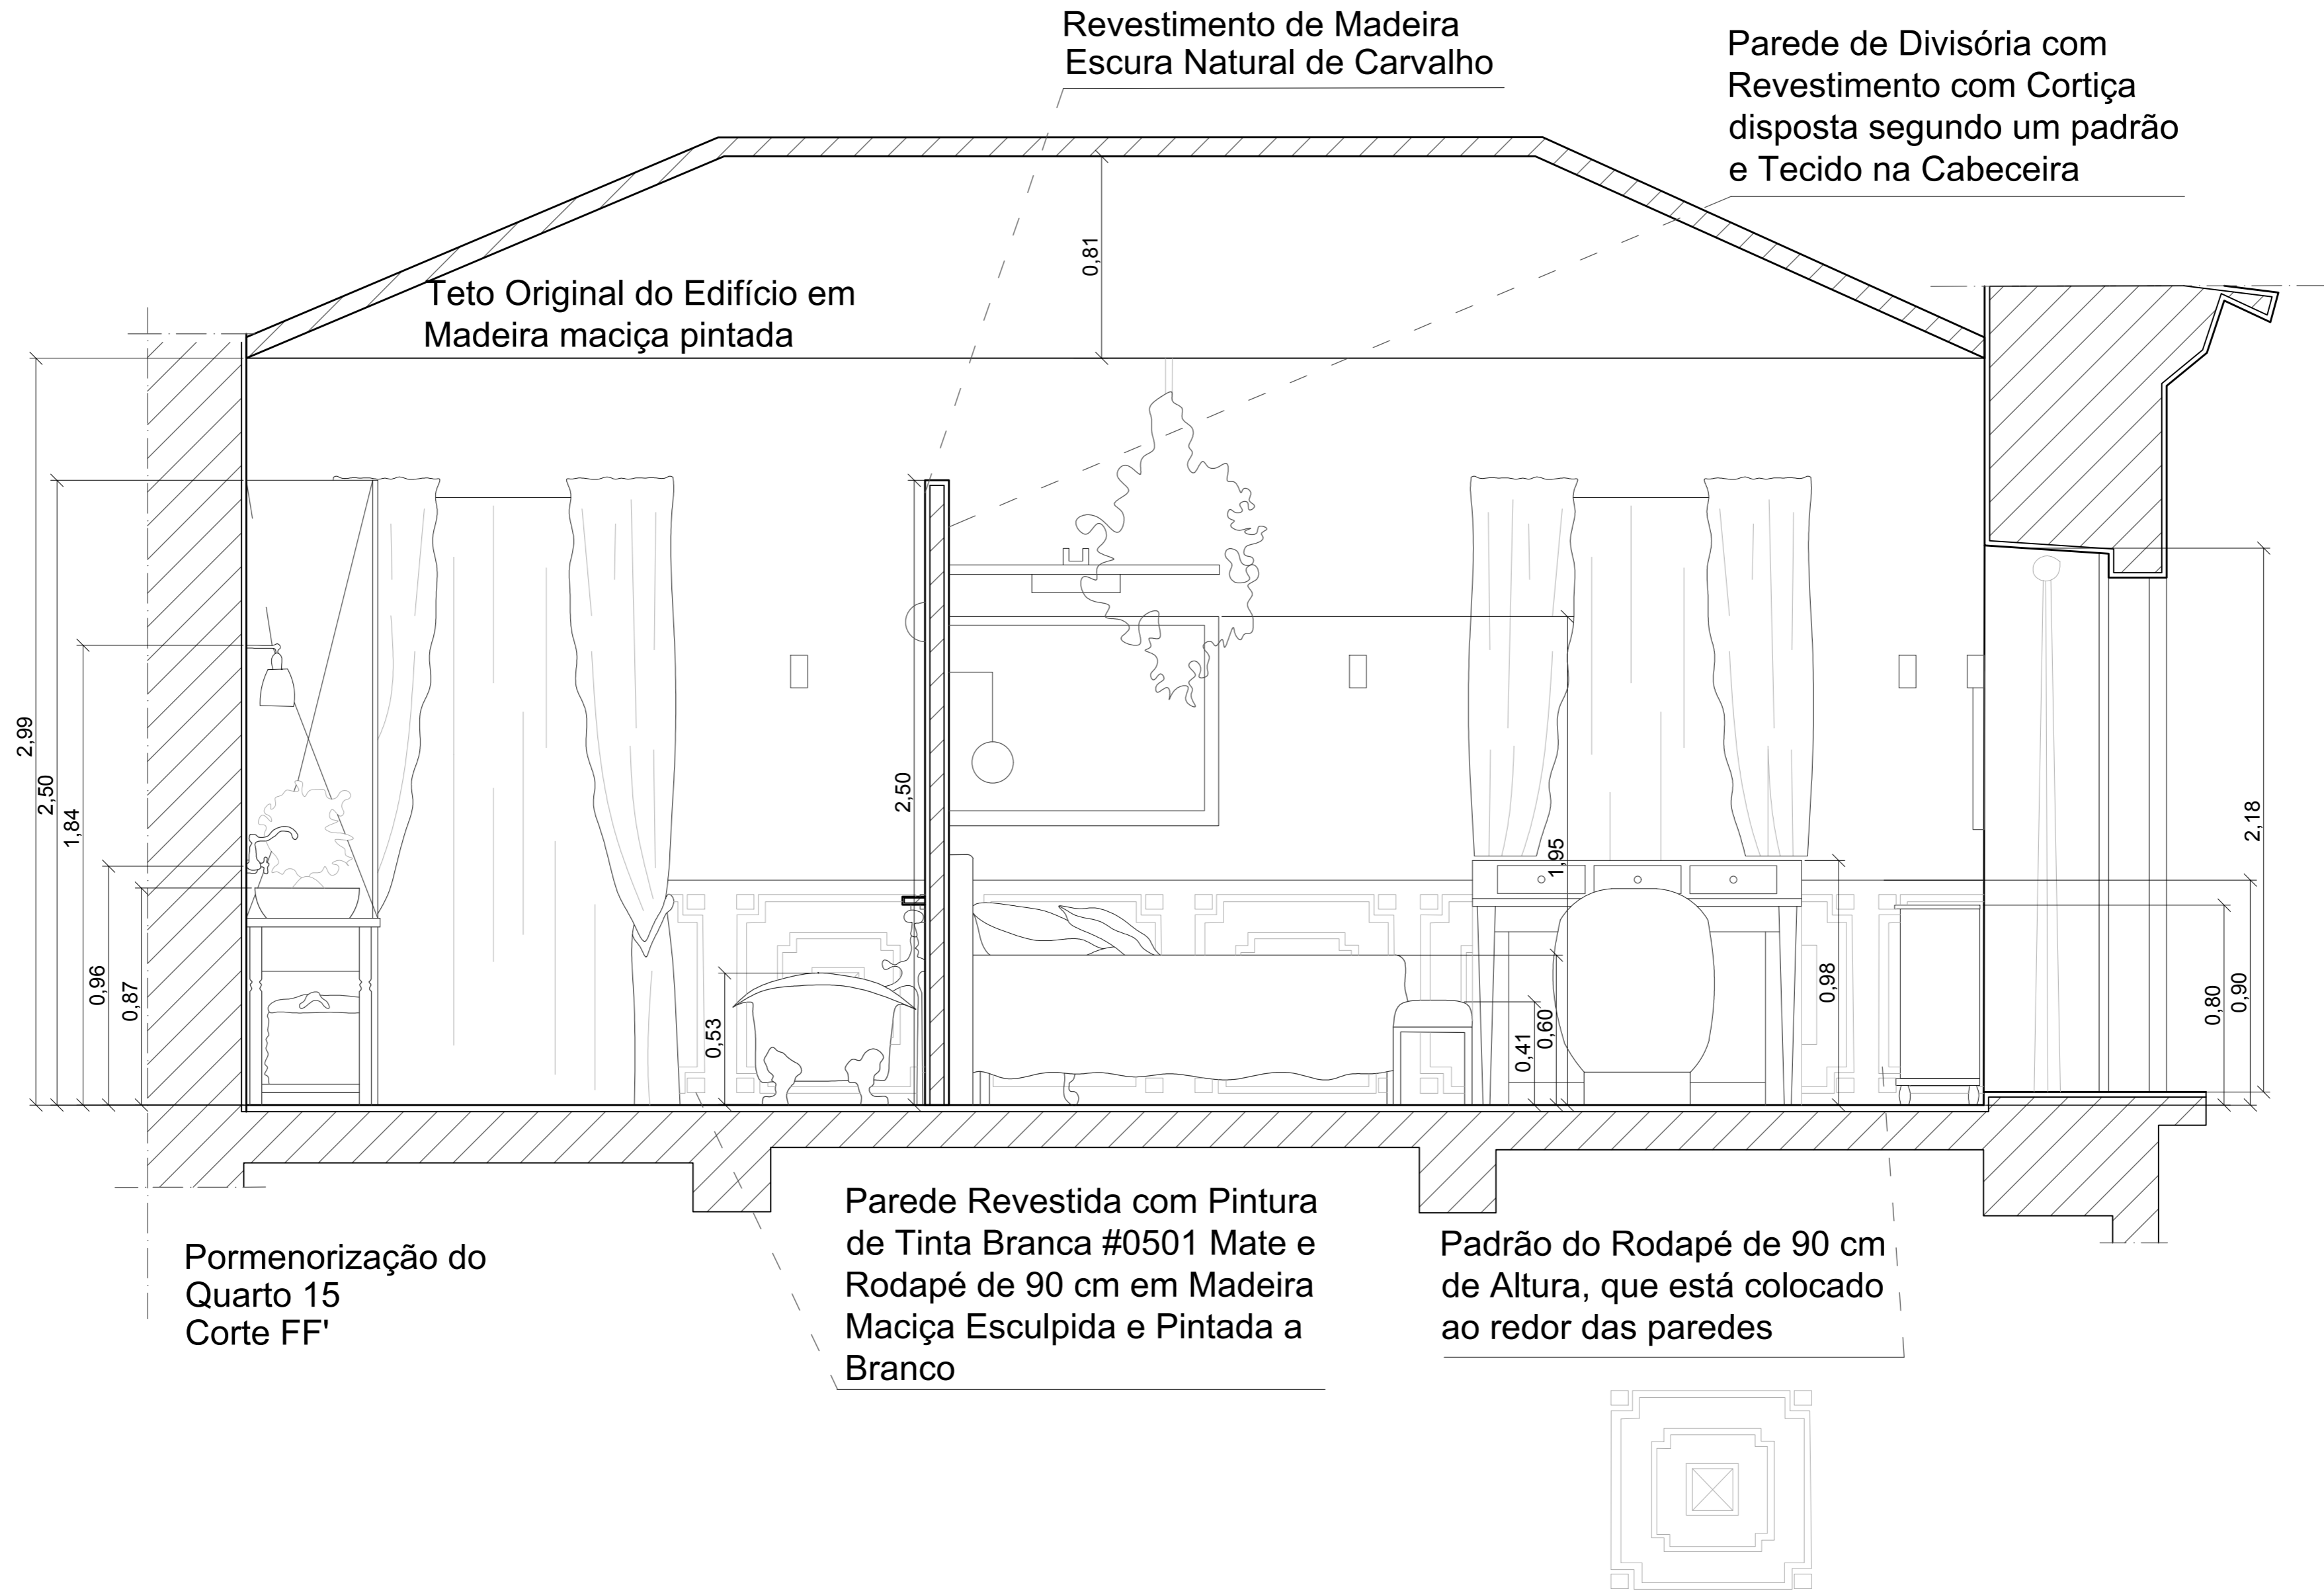 Revestimento de Madeira
Escura Natural de Carvalho
Parede de Divisória com
Revestimento com Cortiça
disposta segundo um padrão
e Tecido na Cabeceira
0,81
Teto Original do Edifício em
Madeira maciça pintada
2,99
2,50
1,84
0,96
0,87
0,53
2,50
1,95
0,41
0,60
0,98
2,18
0,80
0,90
Pormenorização do
Quarto 15
Corte FF'
Parede Revestida com Pintura
de Tinta Branca #0501 Mate e
Rodapé de 90 cm em Madeira
Maciça Esculpida e Pintada a
Branco
Padrão do Rodapé de 90 cm
de Altura, que está colocado
ao redor das paredes